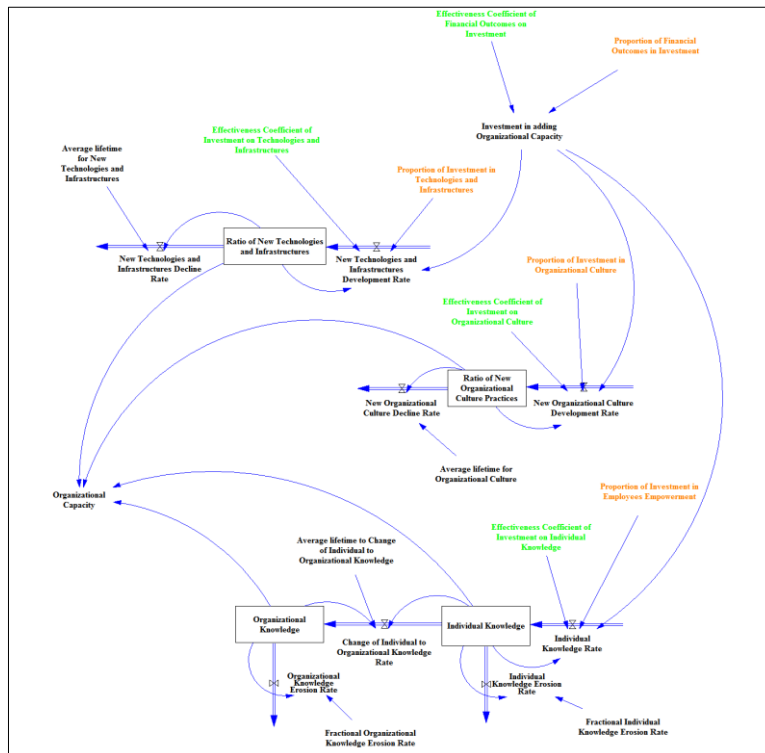 Effectiveness Coefficient of
Financial Outcomes on
Investment
Proportion of Financial
Outcomes in Investment
Investment in adding
Organizational Capacity
Effectiveness Coefficient of
Investment on Technologies and
Infrastructures
Average lifetime
for New
Technologies and
Infrastructures
Proportion of Investment in
Technologies and
Infrastructures
Ratio of New Technologies
and Infrastructures
New Technologies and
Infrastructures Decline
Rate
New Technologies
and Infrastructures
Development Rate
Proportion of Investment in
Organizational Culture
Effectiveness Coefficient of
Investment on
Organizational Culture
Ratio of New
Organizational
Culture Practices
New Organizational
Culture Decline Rate
New Organizational Culture
Development Rate
Average lifetime for
Organizational Culture
Organizational
Capacity
Proportion of Investment in
Employees Empowerment
Effectiveness Coefficient of
Investment on Individual
Knowledge
Average lifetime to Change
of Individual to
Organizational Knowledge
Organizational
Knowledge
Individual Knowledge
Change of Individual to
Organizational Knowledge
Rate
Individual
Knowledge Rate
Organizational
Knowledge
Erosion Rate
Individual
Knowledge Erosion
Rate
Fractional Organizational
Knowledge Erosion Rate
Fractional Individual
Knowledge Erosion Rate